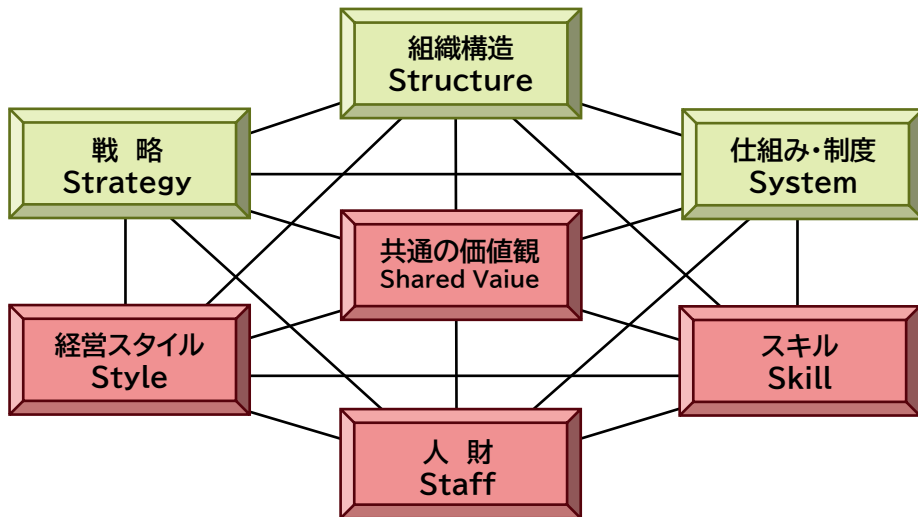 組織構造
Structure
戦 略
Strategy
仕組み・制度
System
共通の価値観
Shared Vaiue
経営スタイル
Style
スキル
Skill
人 財
Staff